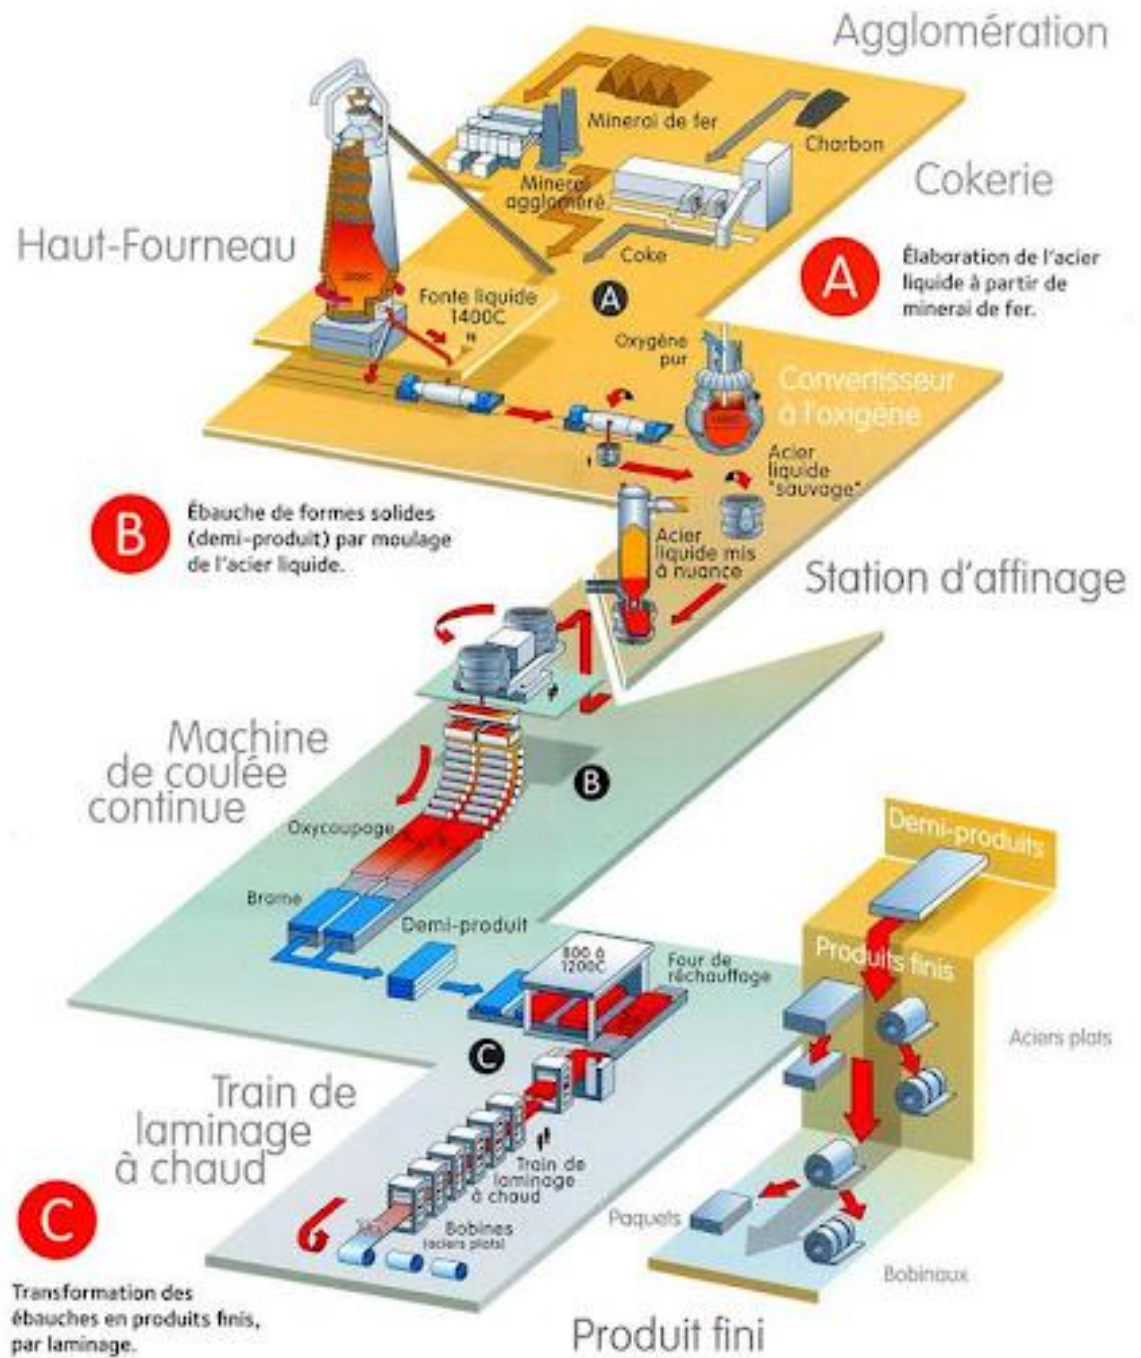 Agglomération
Minerai de fer
Charbon
Cokerie
Minerai
aggloméré
Haut-Fourneau
Coke
A
Élaboration de l'acier
liquide à partir de
minerai de fer.
A
Fonte liquide
1400C
Oxygène
pur
Convertisseur
à l'oxigène
Acier
liquide
"sauvage"
B
Ébauche de formes solides
(demi-produit) par moulage
de l'acier liquide.
Acier
liquide mis
à nuance
Station d'affinage
Machine
de coulée
continue
B
Oxycoupage
Brame
Demi-produit
800 à
1200C
Four de
réchauffage
Demi-produits
Produits finis
Aciers plats
C
Train de
laminage
à chaud
Train de
laminage
à chaud
C
Bobines
(aciers plats)
Paquets
Bobinaux
Transformation des
ébauches en produits finis,
par laminage.
Produit fini